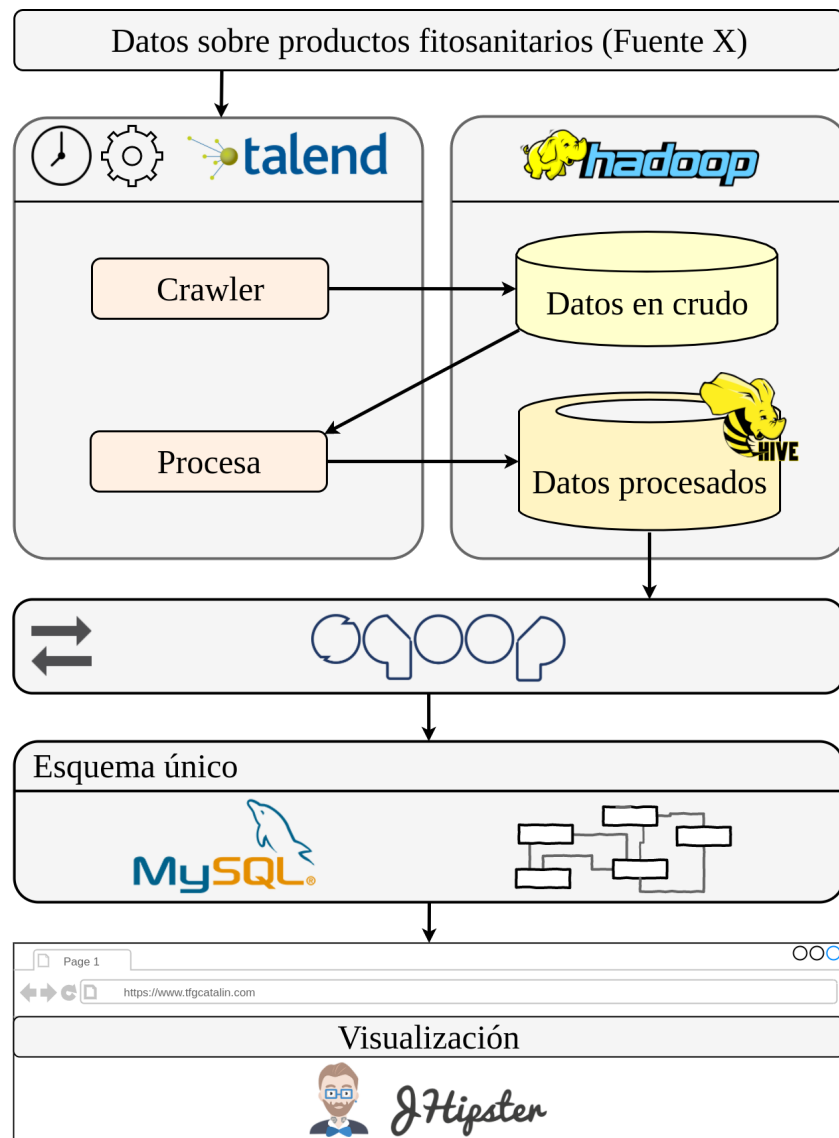 Datos sobre productos fitosanitarios (Fuente X)
talend
hadoop
Crawler
Datos en crudo
Procesa
HIVE
Datos procesados
sqoop
Esquema único
MySQL®
Page 1
https://www.tfgcatalin.com
Visualización
JHipster